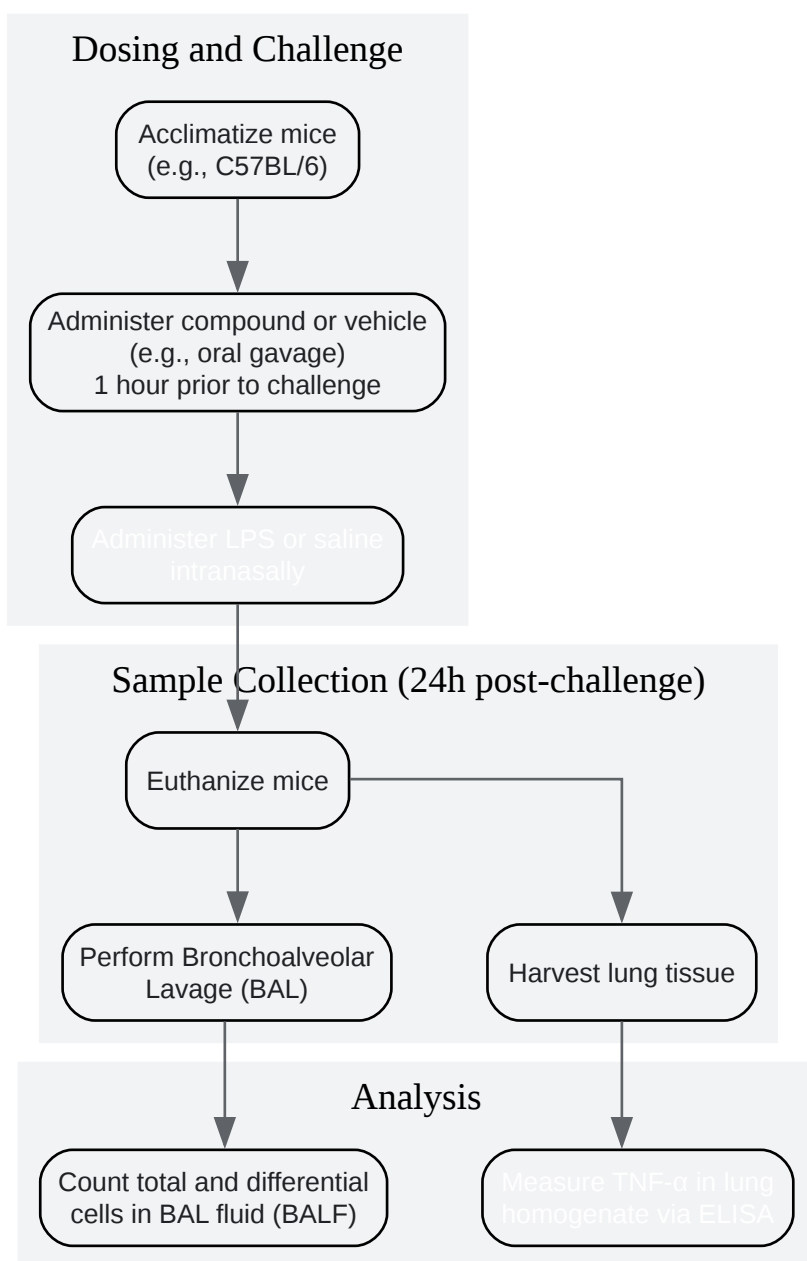 Dosing and Challenge
Acclimatize mice
(e.g., C57BL/6)
Administer compound or vehicle
(e.g., oral gavage)
1 hour prior to challenge
Administer LPS or saline
intranasally
Sample Collection (24h post-challenge)
Euthanize mice
Perform Bronchoalveolar
Lavage (BAL)
Harvest lung tissue
Analysis
Count total and differential
cells in BAL fluid (BALF)
Measure TNF-α in lung
homogenate via ELISA